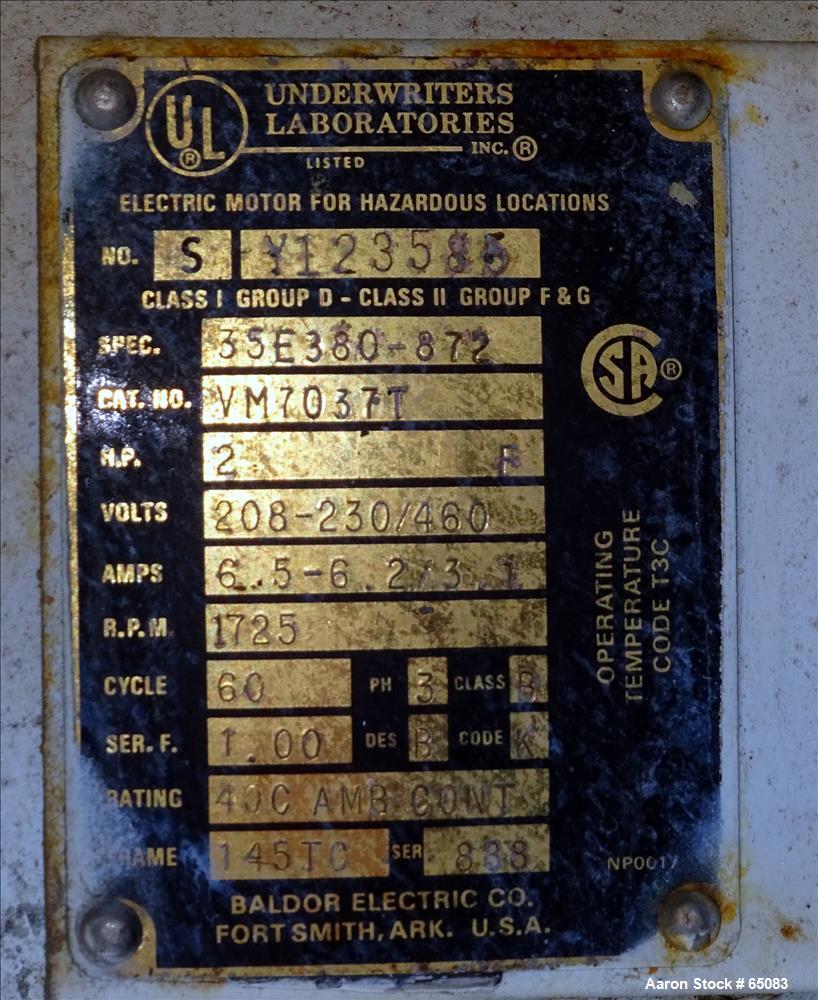 UL®
UNDERWRITERS
LABORATORIES
INC.®
LISTED
ELECTRIC MOTOR FOR HAZARDOUS LOCATIONS
NO. S Y123585
CLASS I GROUP D - CLASS II GROUP F & G
SPEC. 35E380-872
CSA®
CAT. NO. VM7037T
H.P. 2 F
VOLTS 208-230/460
AMPS 6.5-6.2/3.1
R.P.M. 1725
CYCLE 60 PH 3 CLASS B
SER. F. 1.00 DES B CODE K
RATING 40C AMB CONT
FRAME 145TC SER 888
OPERATING
TEMPERATURE
CODE T3C
NP0017
BALDOR ELECTRIC CO.
FORT SMITH, ARK. U.S.A.
Aaron Stock # 65083